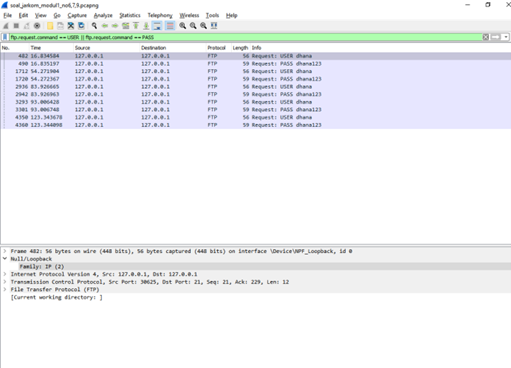 soal_jarkom_modul1_no6,7,9.pcapng
File Edit View Go Capture Analyze Statistics Telephony Wireless Tools Help
ftp.request.command == USER || ftp.request.command == PASS
No. Time Source Destination Protocol Length Info
482 16.834584 127.0.0.1 127.0.0.1 FTP 56 Request: USER dhana
490 16.835197 127.0.0.1 127.0.0.1 FTP 59 Request: PASS dhana123
1712 54.271904 127.0.0.1 127.0.0.1 FTP 56 Request: USER dhana
1720 54.272367 127.0.0.1 127.0.0.1 FTP 59 Request: PASS dhana123
2936 83.926665 127.0.0.1 127.0.0.1 FTP 56 Request: USER dhana
2942 83.926963 127.0.0.1 127.0.0.1 FTP 59 Request: PASS dhana123
3293 93.006428 127.0.0.1 127.0.0.1 FTP 56 Request: USER dhana
3301 93.006748 127.0.0.1 127.0.0.1 FTP 59 Request: PASS dhana123
4350 123.343678 127.0.0.1 127.0.0.1 FTP 56 Request: USER dhana
4360 123.344098 127.0.0.1 127.0.0.1 FTP 59 Request: PASS dhana123
Frame 482: 56 bytes on wire (448 bits), 56 bytes captured (448 bits) on interface \Device\NPF_Loopback, id 0
Null/Loopback
Family: IP (2)
Internet Protocol Version 4, Src: 127.0.0.1, Dst: 127.0.0.1
Transmission Control Protocol, Src Port: 30625, Dst Port: 21, Seq: 21, Ack: 229, Len: 12
File Transfer Protocol (FTP)
[Current working directory: ]